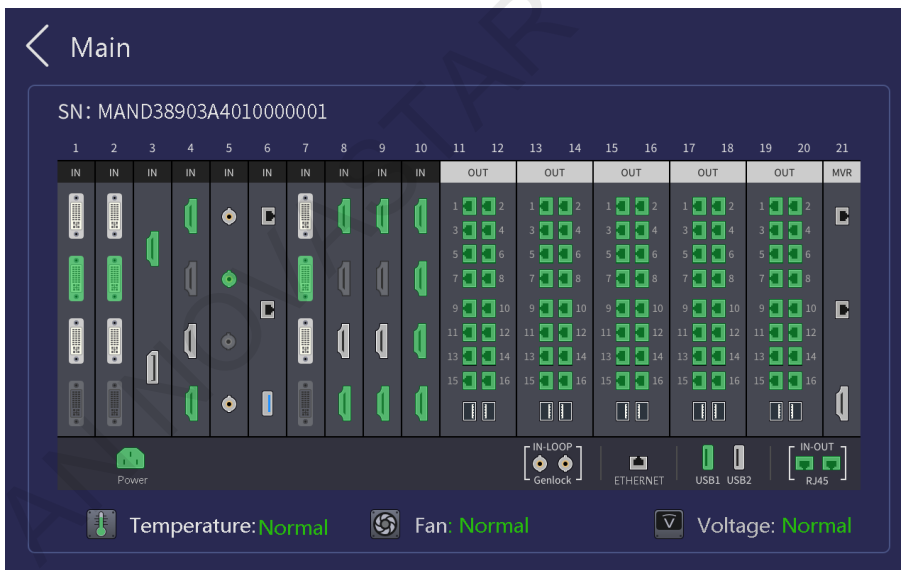 Main
SN: MAND38903A4010000001
1 2 3 4 5 6 7 8 9 10 11 12 13 14 15 16 17 18 19 20 21
IN IN IN IN IN IN IN IN IN IN OUT OUT OUT OUT OUT MVR
1 2 1 2 1 2 1 2 1 2
3 4 3 4 3 4 3 4 3 4
5 6 5 6 5 6 5 6 5 6
7 8 7 8 7 8 7 8 7 8
9 10 9 10 9 10 9 10 9 10
11 12 11 12 11 12 11 12 11 12
13 14 13 14 13 14 13 14 13 14
15 16 15 16 15 16 15 16 15 16
IN-LOOP IN-OUT
Power Genlock ETHERNET USB1 USB2 RJ45
Temperature: Normal Fan: Normal V Voltage: Normal
AN NOVASTAR